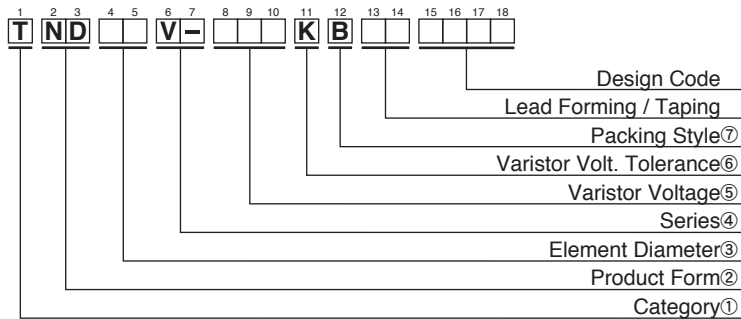 1 2 3 4 5 6 7 8 9 10 11 12 13 14 15 16 17 18
T N D V – K B
Design Code
Lead Forming / Taping
Packing Style⑦
Varistor Volt. Tolerance⑥
Varistor Voltage⑤
Series④
Element Diameter③
Product Form②
Category①